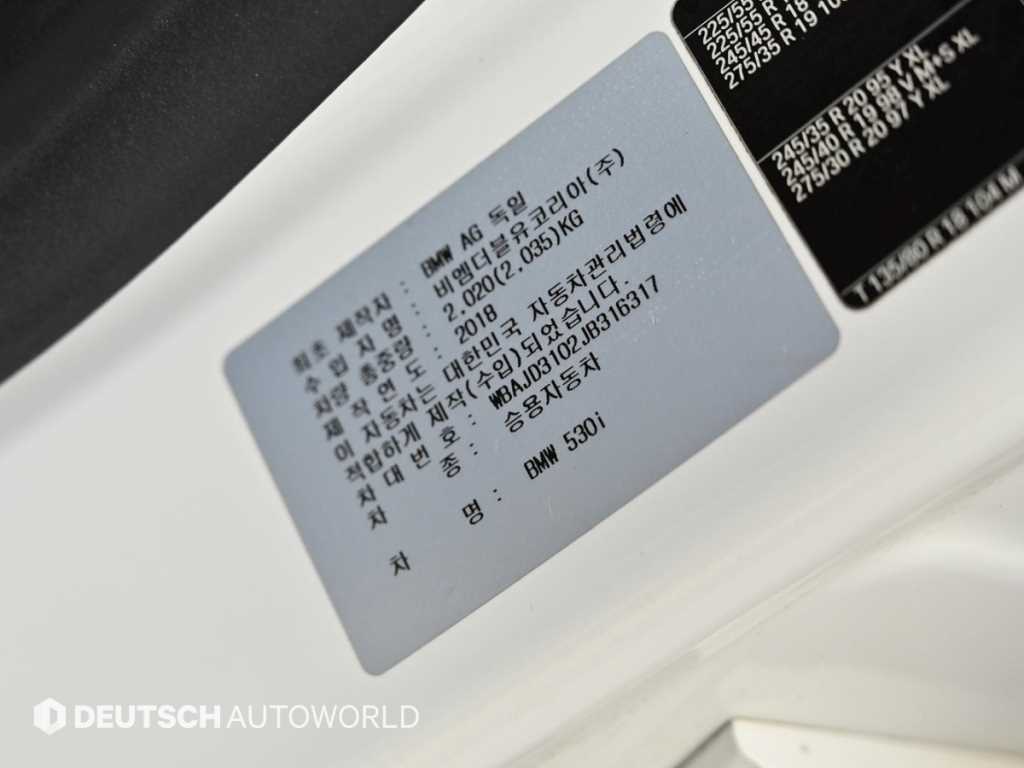 최초 제작자 : BMW AG 독일
수입 자 명 : 비엠더블유코리아(주)
차량 총중량 : 2,020(2,035)KG
제작 연도 : 2018
이 자동차는 대한민국 자동차관리법령에
적합하게 제작(수입)되었습니다.
차대번호 : WBAJD3102JB316317
차 종 : 승용자동차
차 명 : BMW 530i
225/55
225/55 R
245/45 R 18
275/35 R 19
245/35 R 20 95 Y XL
245/40 R 19 98 V M+S XL
275/30 R 20 97 Y XL
T 135/80 R 18 104 M
DEUTSCH AUTOWORLD